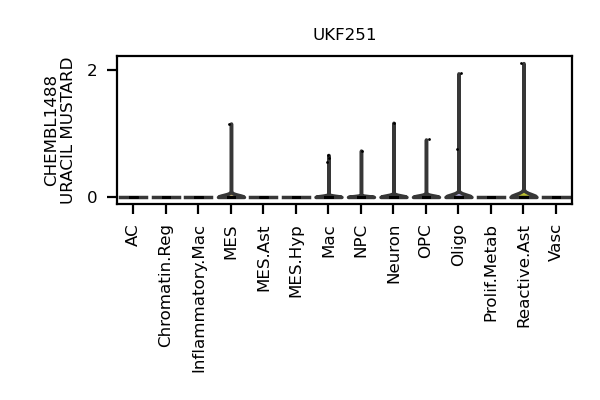 UKF251
CHEMBL1488
URACIL MUSTARD
2
0
AC
Chromatin.Reg
Inflammatory.Mac
MES
MES.Ast
MES.Hyp
Mac
NPC
Neuron
OPC
Oligo
Prolif.Metab
Reactive.Ast
Vasc